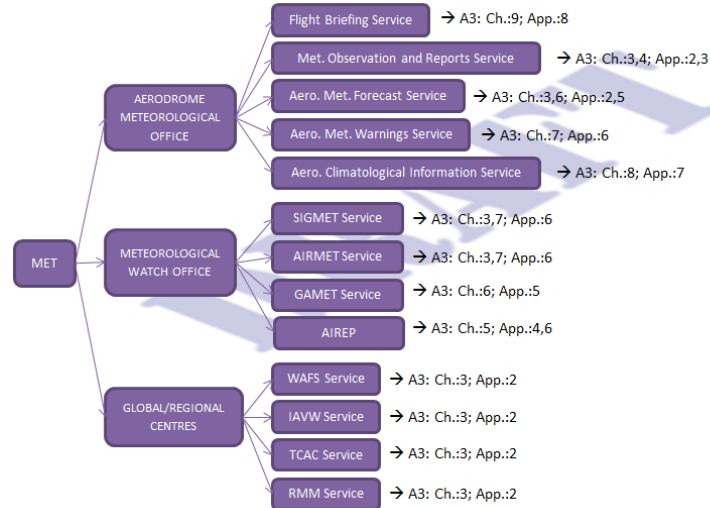 Flight Briefing Service → A3: Ch.:9; App.:8
Met. Observation and Reports Service → A3: Ch.:3,4; App.:2,3
AERODROME
METEOROLOGICAL
OFFICE
Aero. Met. Forecast Service → A3: Ch.:3,6; App.:2,5
Aero. Met. Warnings Service → A3: Ch.:7; App.:6
Aero. Climatological Information Service → A3: Ch.:8; App.:7
MET
METEOROLOGICAL
WATCH OFFICE
SIGMET Service → A3: Ch.:3,7; App.:6
AIRMET Service → A3: Ch.:3,7; App.:6
GAMET Service → A3: Ch.:6; App.:5
AIREP → A3: Ch.:5; App.:4,6
GLOBAL/REGIONAL
CENTRES
WAFS Service → A3: Ch.:3; App.:2
IAVW Service → A3: Ch.:3; App.:2
TCAC Service → A3: Ch.:3; App.:2
RMM Service → A3: Ch.:3; App.:2